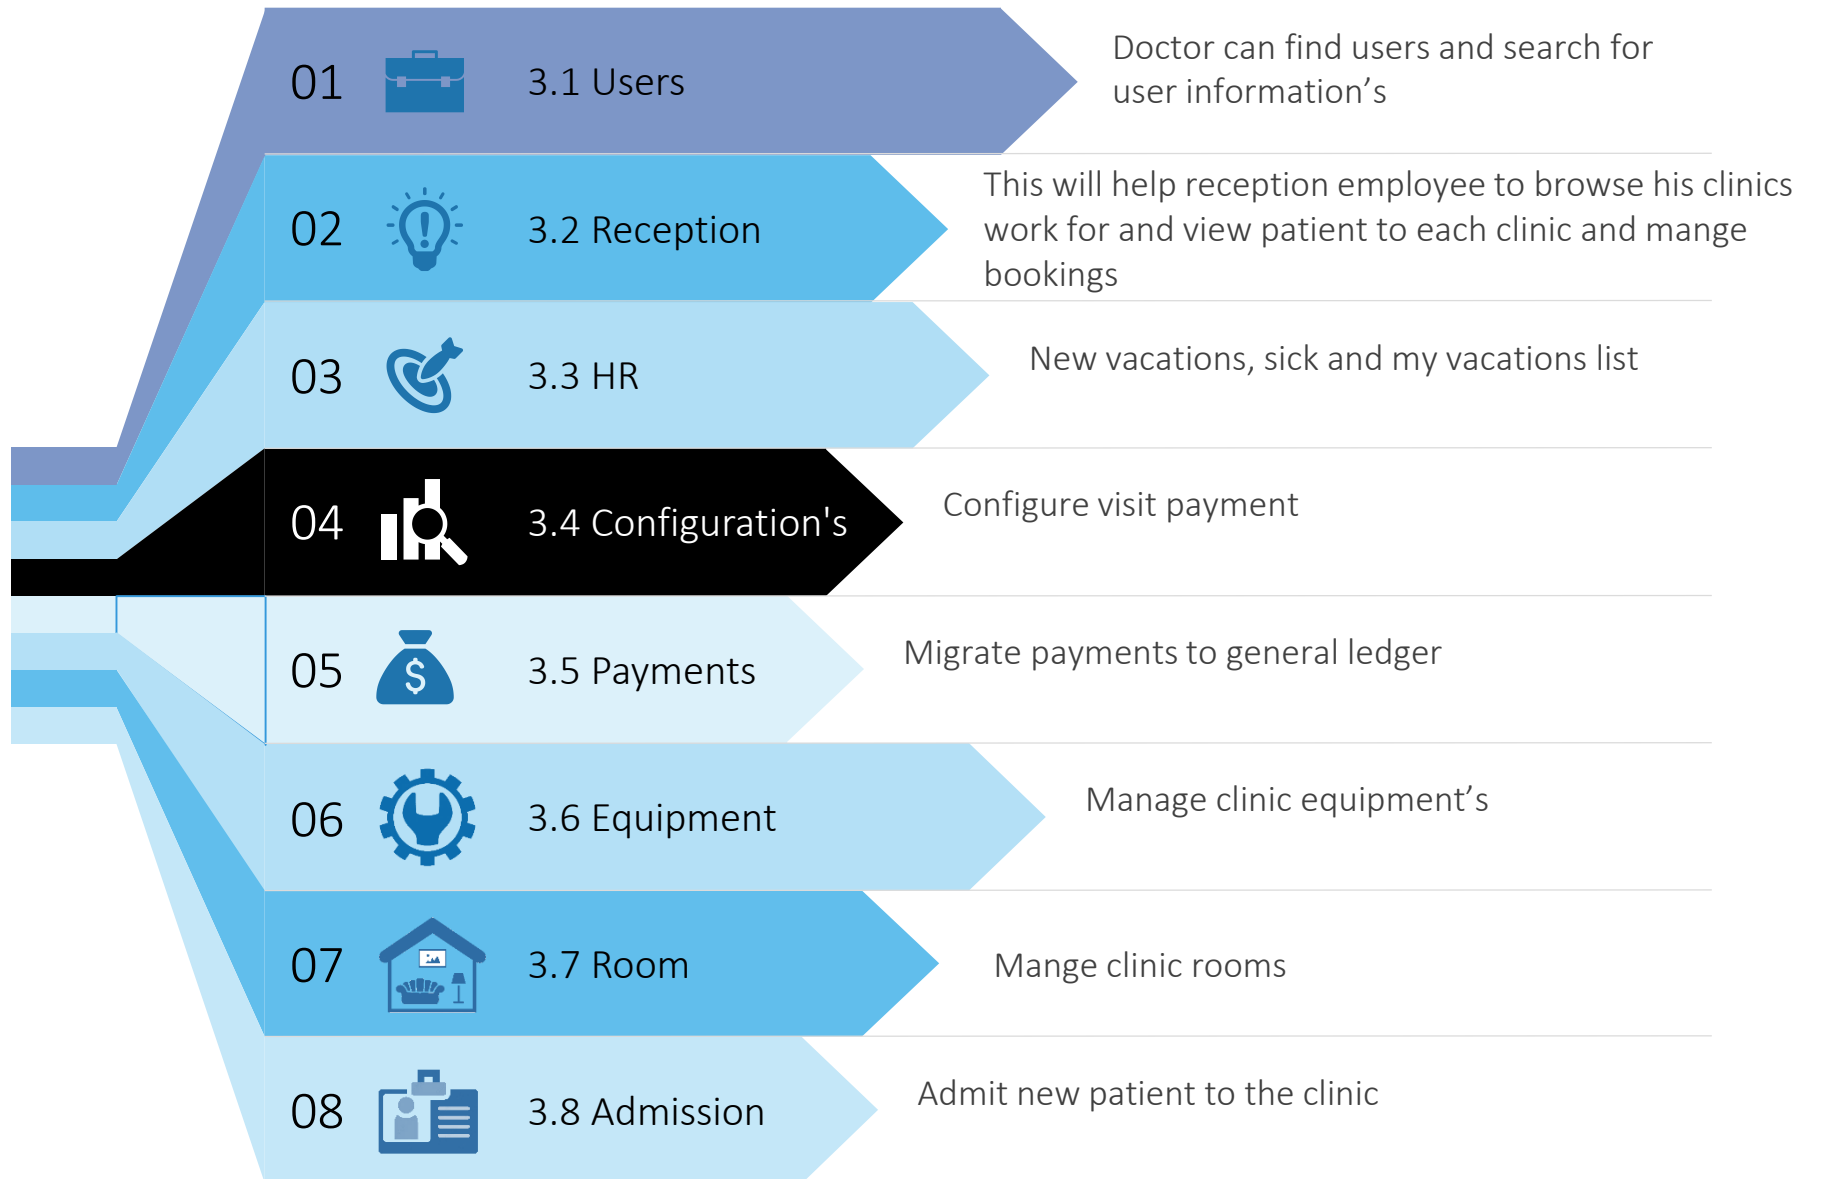 01
3.1 Users
Doctor can find users and search for
user information’s
02
3.2 Reception
This will help reception employee to browse his clinics
work for and view patient to each clinic and mange
bookings
03
3.3 HR
New vacations, sick and my vacations list
04
3.4 Configuration's
Configure visit payment
05
$
3.5 Payments
Migrate payments to general ledger
06
3.6 Equipment
Manage clinic equipment’s
07
3.7 Room
Mange clinic rooms
08
3.8 Admission
Admit new patient to the clinic